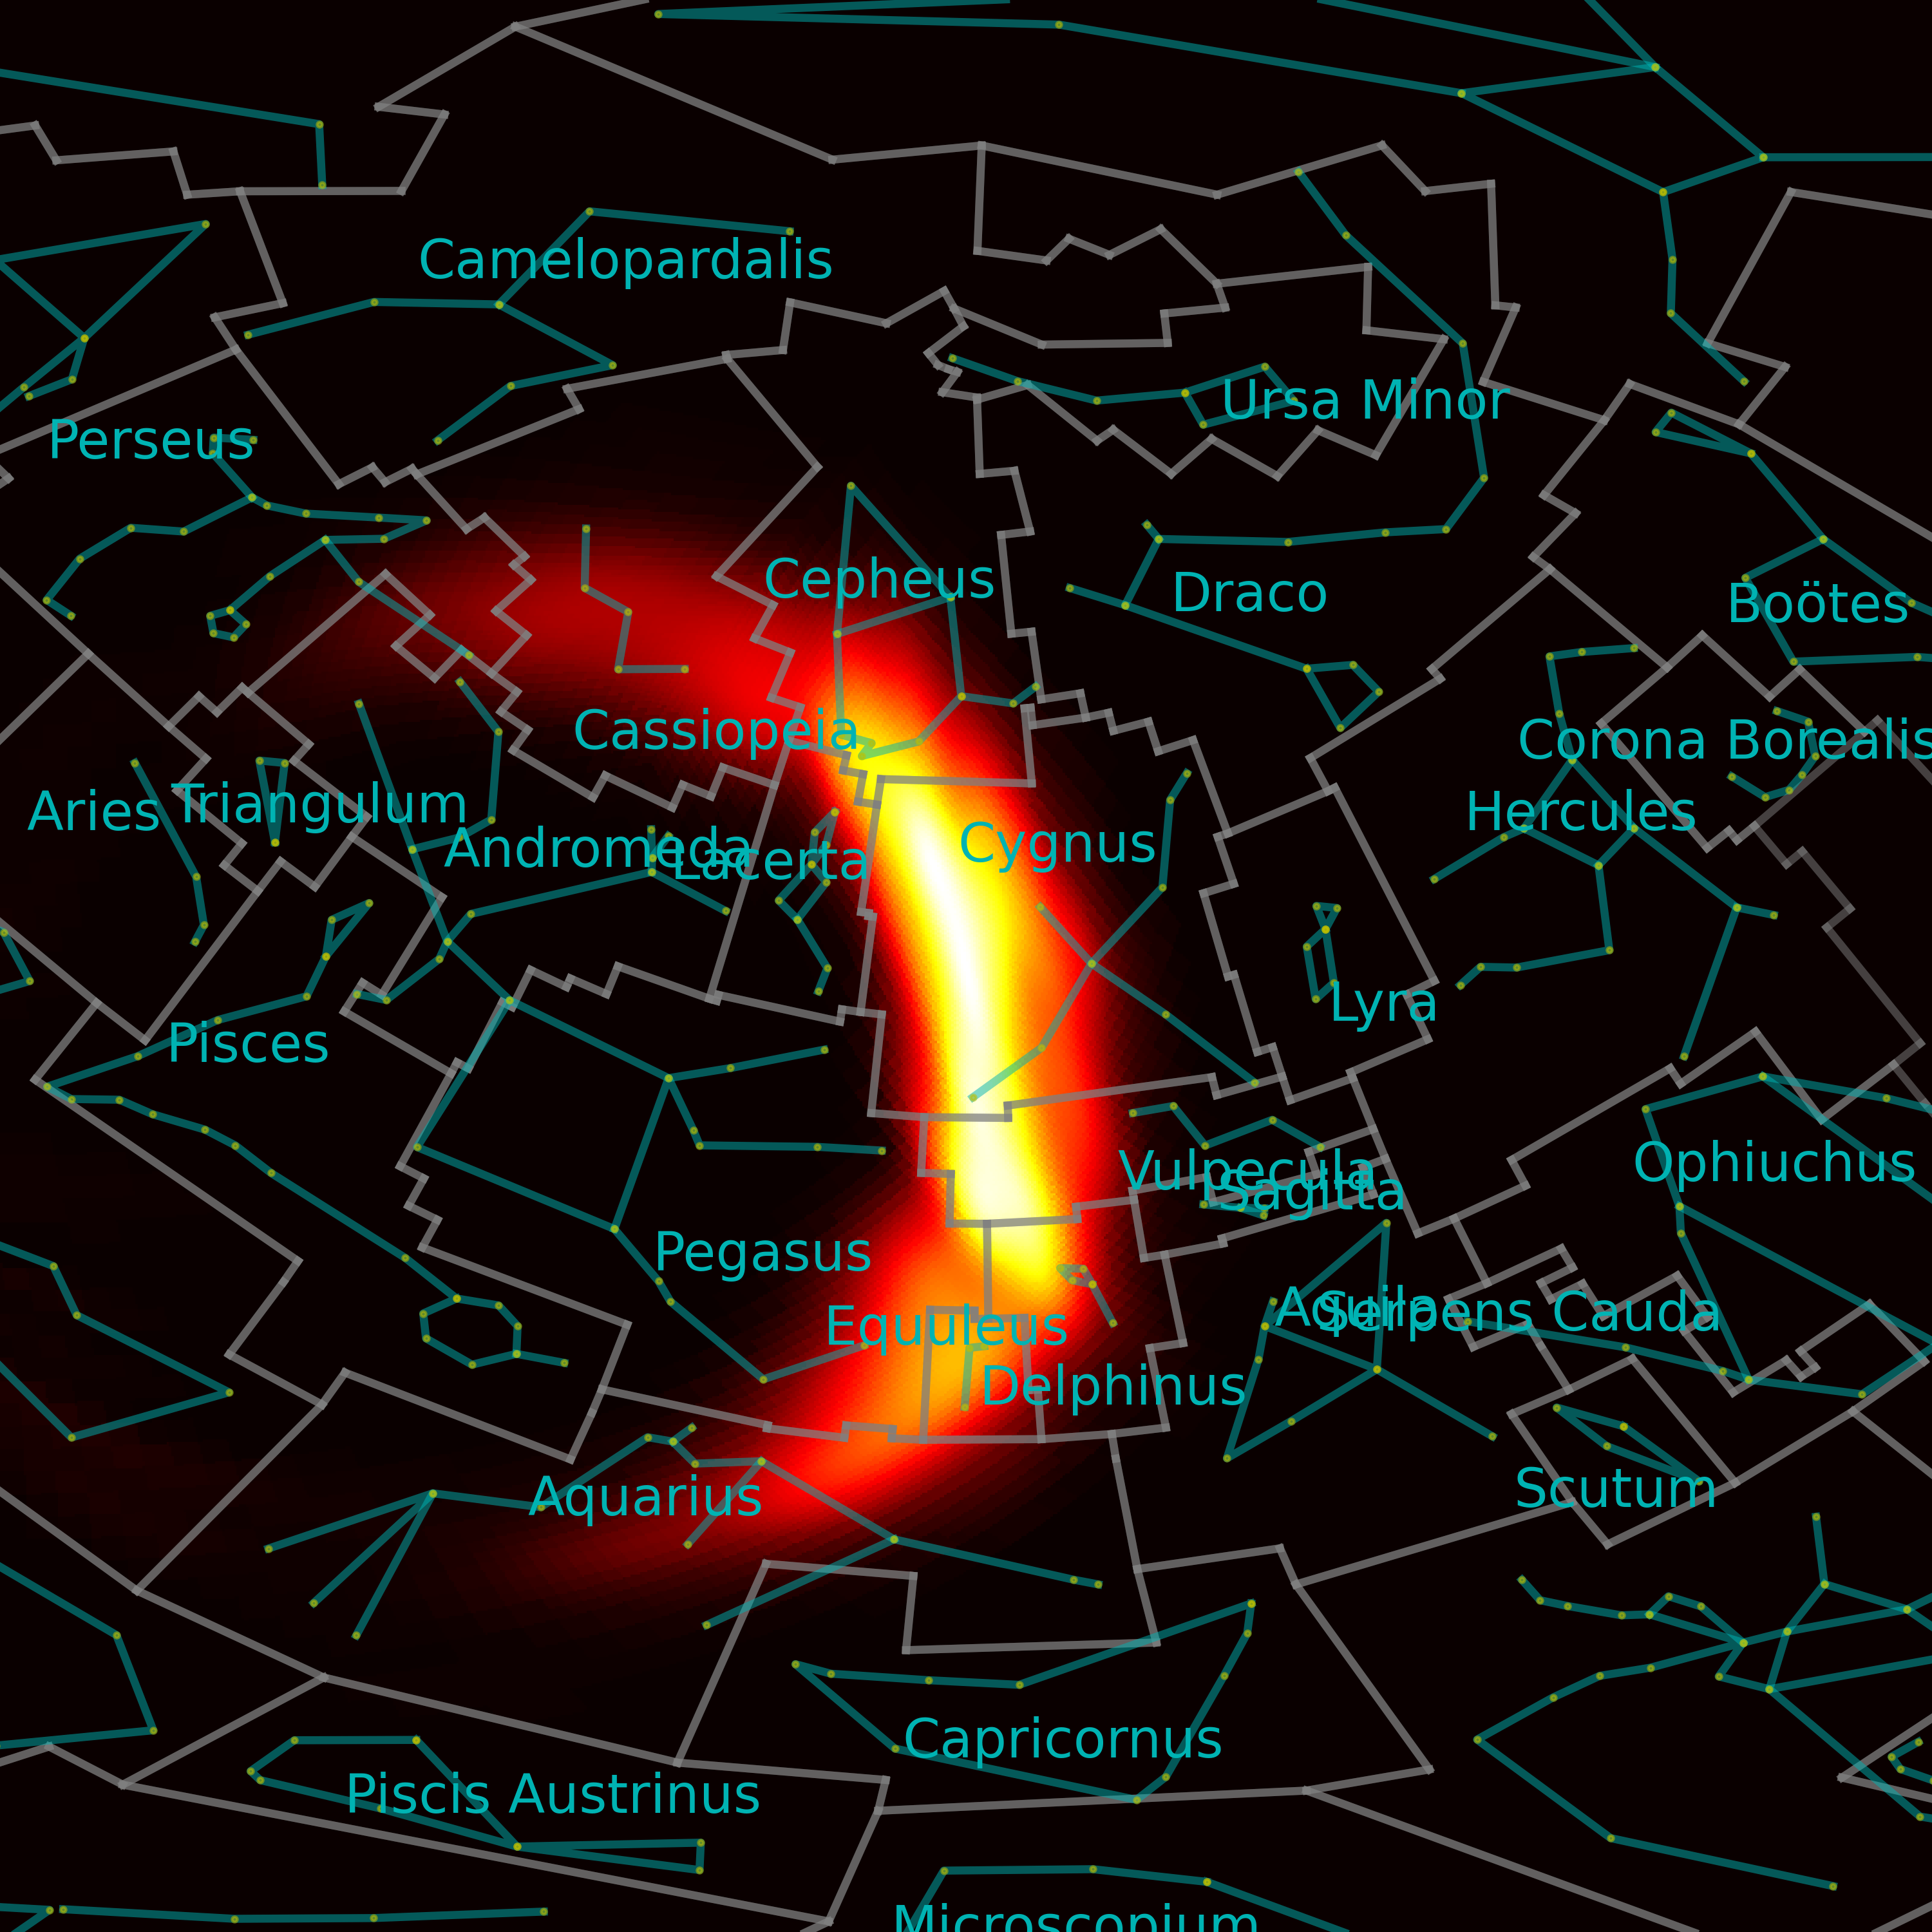 Camelopardalis
Ursa Minor
Perseus
Cepheus
Draco
Boötes
Cassiopeia
Corona Borealis
Aries
Triangulum
Hercules
Andromeda
Lacerta
Cygnus
Lyra
Pisces
Vulpecula
Sagitta
Ophiuchus
Pegasus
Equuleus
Aquila
Serpens Cauda
Delphinus
Aquarius
Scutum
Capricornus
Piscis Austrinus
Microscopium